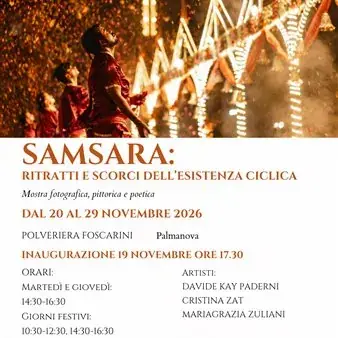 SAMSARA:
RITRATTI E SCORCI DELL'ESISTENZA CICLICA
Mostra fotografica, pittorica e poetica
DAL 20 AL 29 NOVEMBRE 2026
POLVERIERA FOSCARINI Palmanova
INAUGURAZIONE 19 NOVEMBRE ORE 17.30
ORARI:
MARTEDÌ E GIOVEDÌ:
14:30-16:30
GIORNI FESTIVI:
10:30-12:30, 14:30-16:30
ARTISTI:
DAVIDE KAY PADERNI
CRISTINA ZAT
MARIAGRAZIA ZULIANI